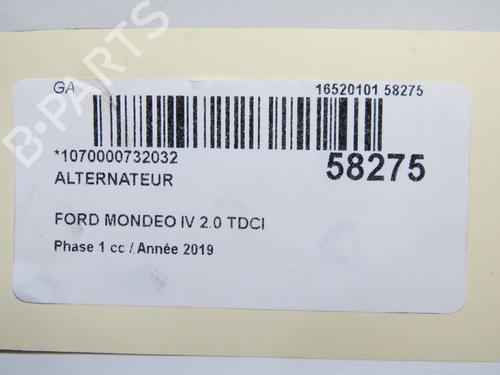 GA 16520101 58275
*1070000732032 58275
ALTERNATEUR
FORD MONDEO IV 2.0 TDCI
Phase 1 cc / Année 2019
B-PARTS